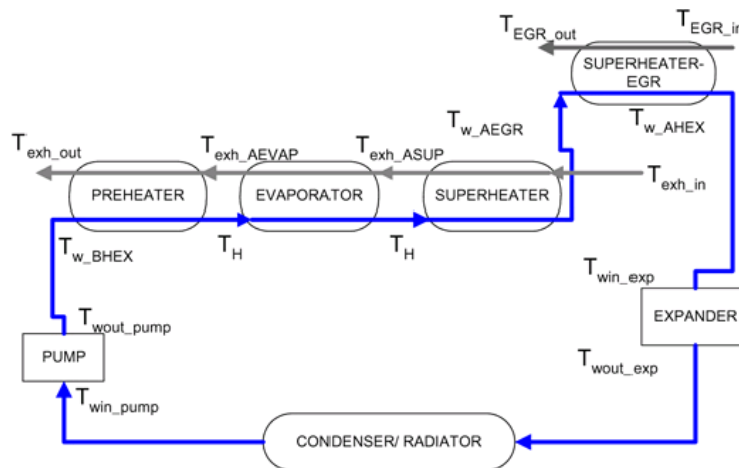 T_EGR_out
T_EGR_in
SUPERHEATER-
EGR
T_w_AEGR
T_w_AHEX
T_exh_out
T_exh_AEVAP
T_exh_ASUP
T_exh_in
PREHEATER
EVAPORATOR
SUPERHEATER
T_w_BHEX
T_H
T_H
T_win_exp
T_wout_pump
EXPANDER
PUMP
T_wout_exp
T_win_pump
CONDENSER/ RADIATOR